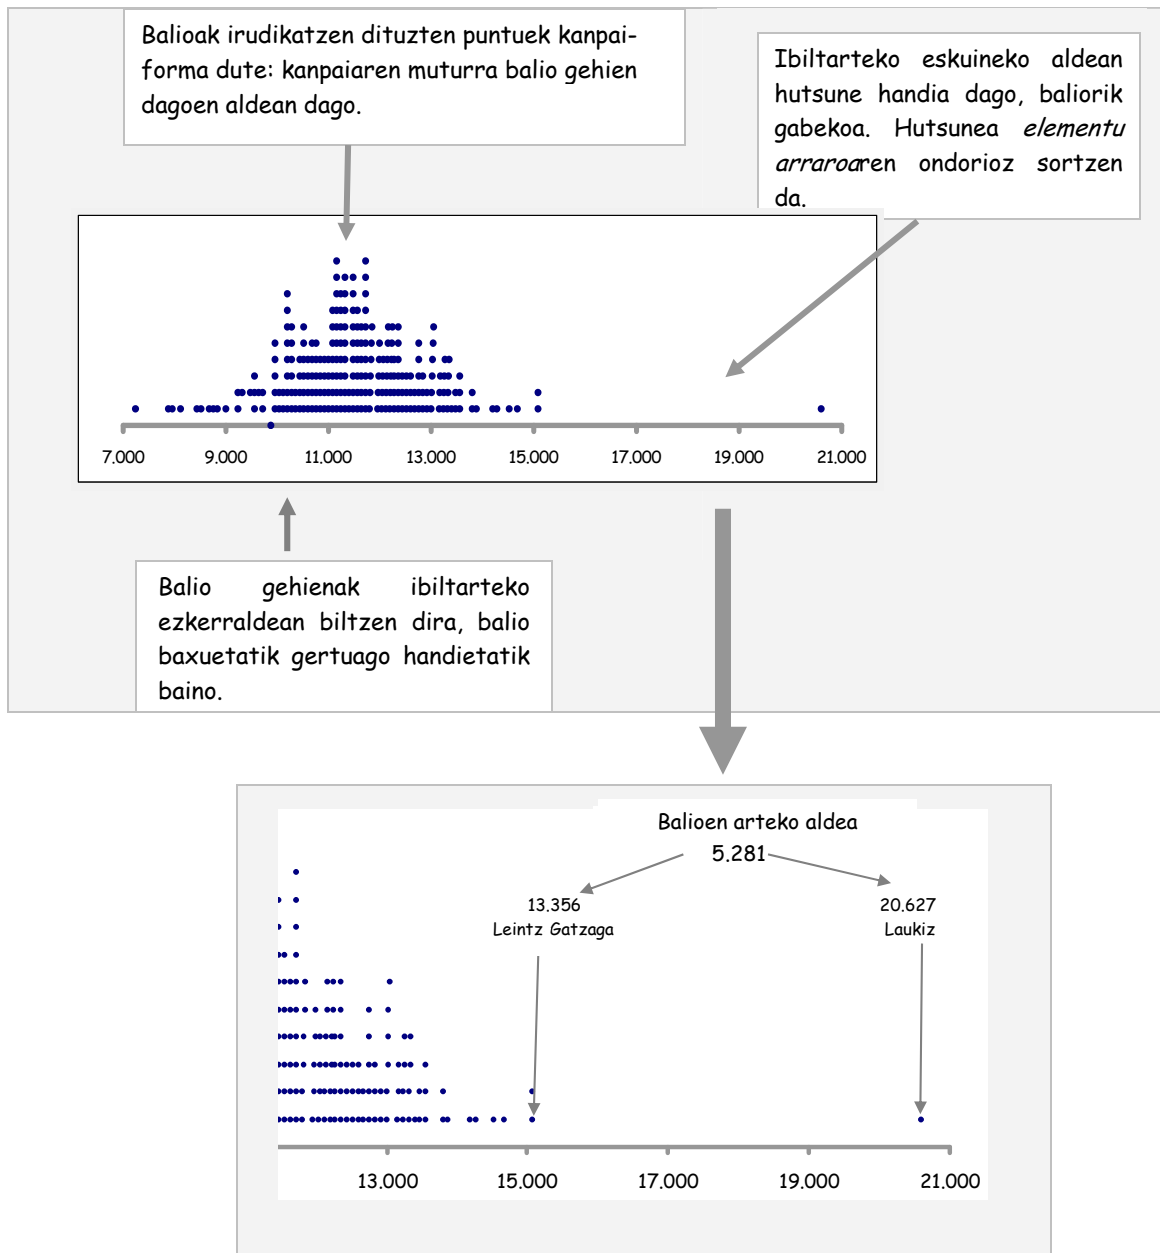 Balioak irudikatzen dituzten puntuek kanpai-
forma dute: kanpaiaren muturra balio gehien
dagoen aldean dago.
Ibiltarteko eskuineko aldean
hutsune handia dago, baliorik
gabekoa. Hutsunea elementu
arraroaren ondorioz sortzen
da.
7.000 9.000 11.000 13.000 15.000 17.000 19.000 21.000
Balio gehienak ibiltarteko
ezkerraldean biltzen dira, balio
baxuetatik gertuago handietatik
baino.
Balioen arteko aldea
5.281
13.356 20.627
Leintz Gatzaga Laukiz
13.000 15.000 17.000 19.000 21.000